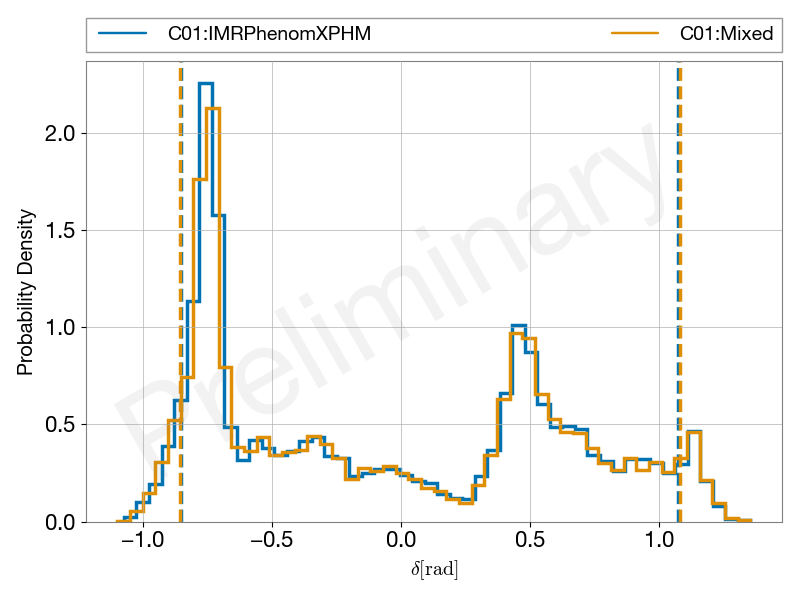 C01:IMRPhenomXPHM C01:Mixed
Preliminary
Probability Density
2.0
1.5
1.0
0.5
0.0
−1.0 −0.5 0.0 0.5 1.0
δ[rad]